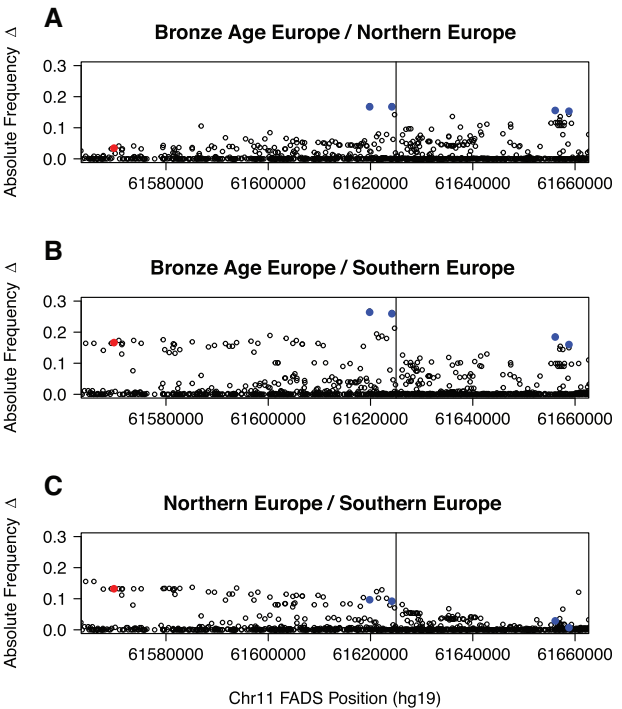 A
Bronze Age Europe / Northern Europe
Absolute Frequency Δ
0.3
0.2
0.1
0.0
61580000 61600000 61620000 61640000 61660000
B
Bronze Age Europe / Southern Europe
Absolute Frequency Δ
0.3
0.2
0.1
0.0
61580000 61600000 61620000 61640000 61660000
C
Northern Europe / Southern Europe
Absolute Frequency Δ
0.3
0.2
0.1
0.0
61580000 61600000 61620000 61640000 61660000
Chr11 FADS Position (hg19)